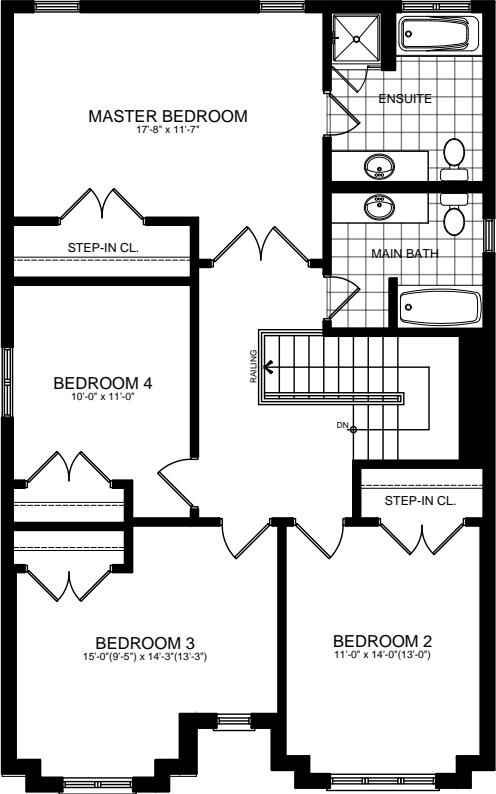 ENSUITE
MASTER BEDROOM
17'-8" x 11'-7"
STEP-IN CL.
MAIN BATH
RAILING
BEDROOM 4
10'-0" x 11'-0"
DN
STEP-IN CL.
BEDROOM 3
15'-0"(9'-5") x 14'-3"(13'-3")
BEDROOM 2
11'-0" x 14'-0"(13'-0")